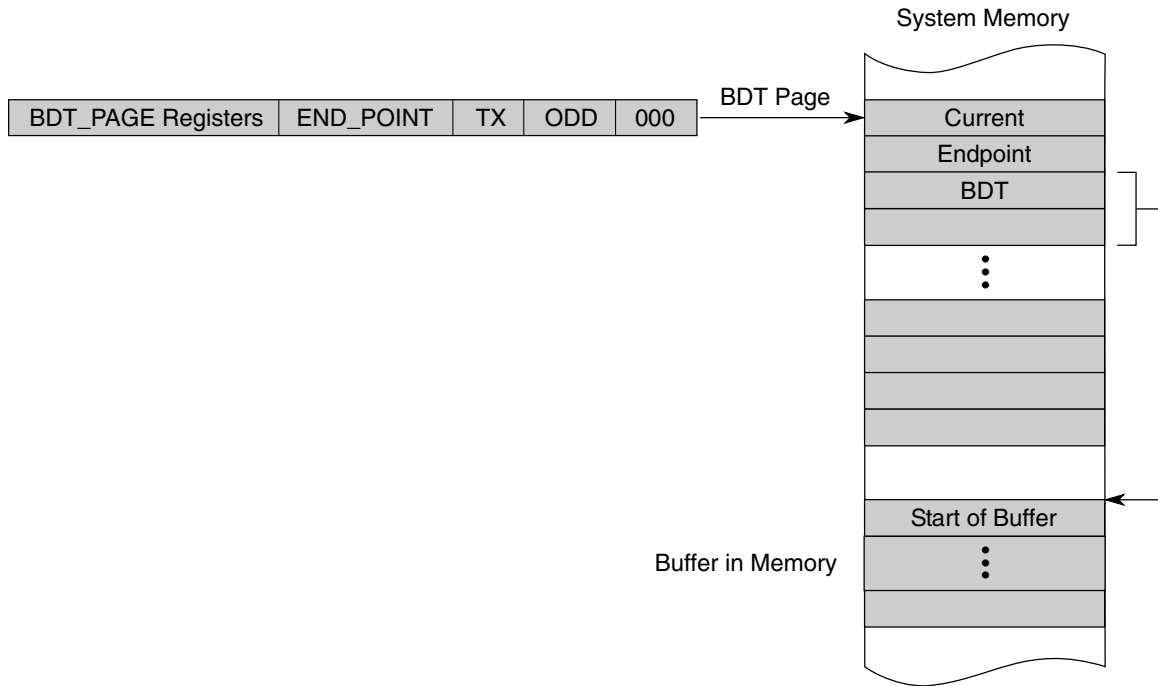 System Memory
BDT_PAGE Registers END_POINT TX ODD 000
BDT Page
Current
Endpoint
BDT
Start of Buffer
Buffer in Memory